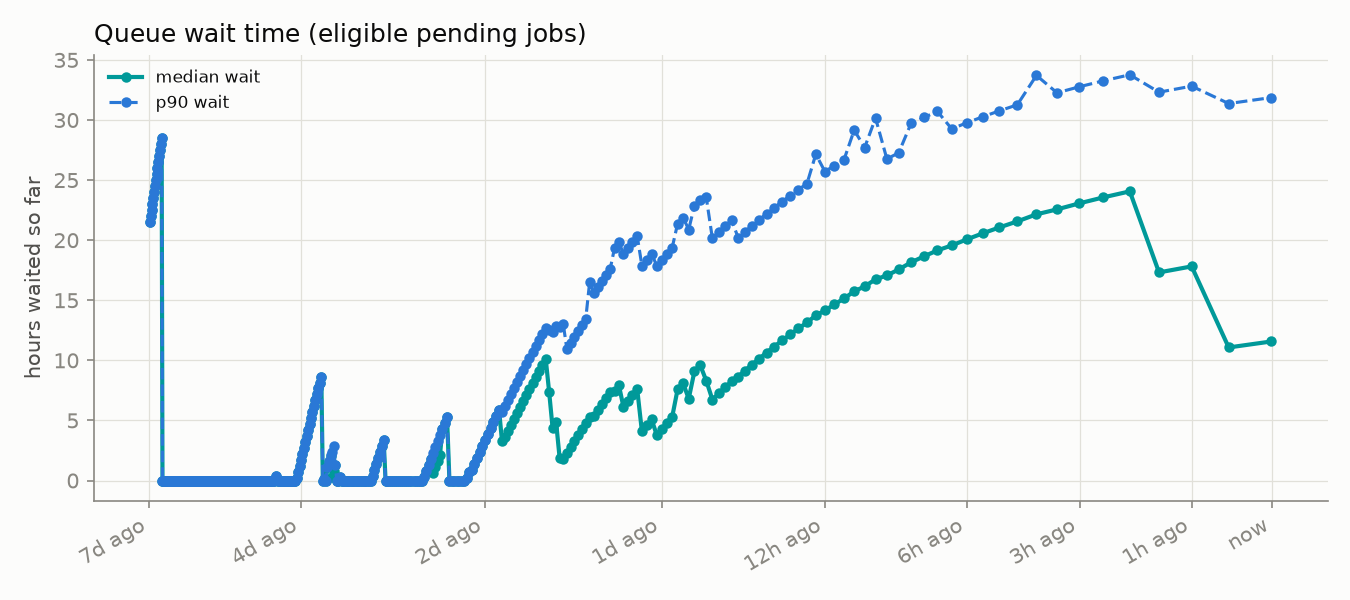 Queue wait time (eligible pending jobs)
median wait
p90 wait
hours waited so far
35
30
25
20
15
10
5
0
7d ago
4d ago
2d ago
1d ago
12h ago
6h ago
3h ago
1h ago
now